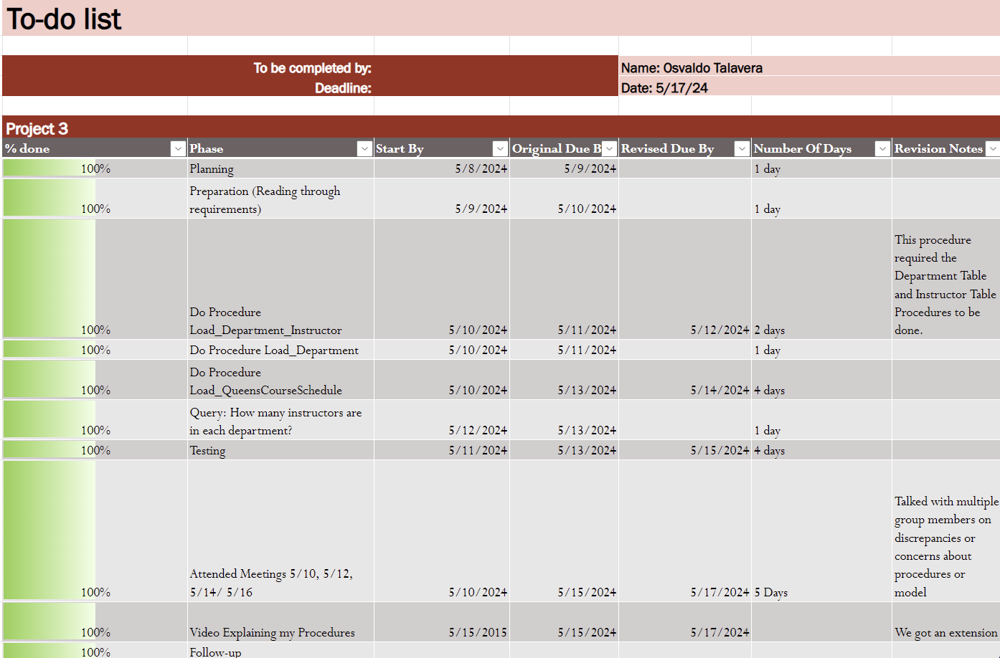 To-do list
To be completed by: Name: Osvaldo Talavera
Deadline: Date: 5/17/24
Project 3
% done Phase Start By Original Due B Revised Due By Number Of Days Revision Notes
100% Planning 5/8/2024 5/9/2024 1 day
Preparation (Reading through
100% requirements) 5/9/2024 5/10/2024 1 day
This procedure
required the
Department Table
and Instructor Table
Do Procedure Procedures to be
100% Load_Department_Instructor 5/10/2024 5/11/2024 5/12/2024 2 days done.
100% Do Procedure Load_Department 5/10/2024 5/11/2024 1 day
Do Procedure
100% Load_QueensCourseSchedule 5/10/2024 5/13/2024 5/14/2024 4 days
Query: How many instructors are
100% in each department? 5/12/2024 5/13/2024 1 day
100% Testing 5/11/2024 5/13/2024 5/15/2024 4 days
Talked with multiple
group members on
discrepancies or
concerns about
Attended Meetings 5/10, 5/12, procedures or
100% 5/14/ 5/16 5/10/2024 5/15/2024 5/17/2024 5 Days model
100% Video Explaining my Procedures 5/15/2015 5/15/2024 5/17/2024 We got an extension
100% Follow-up